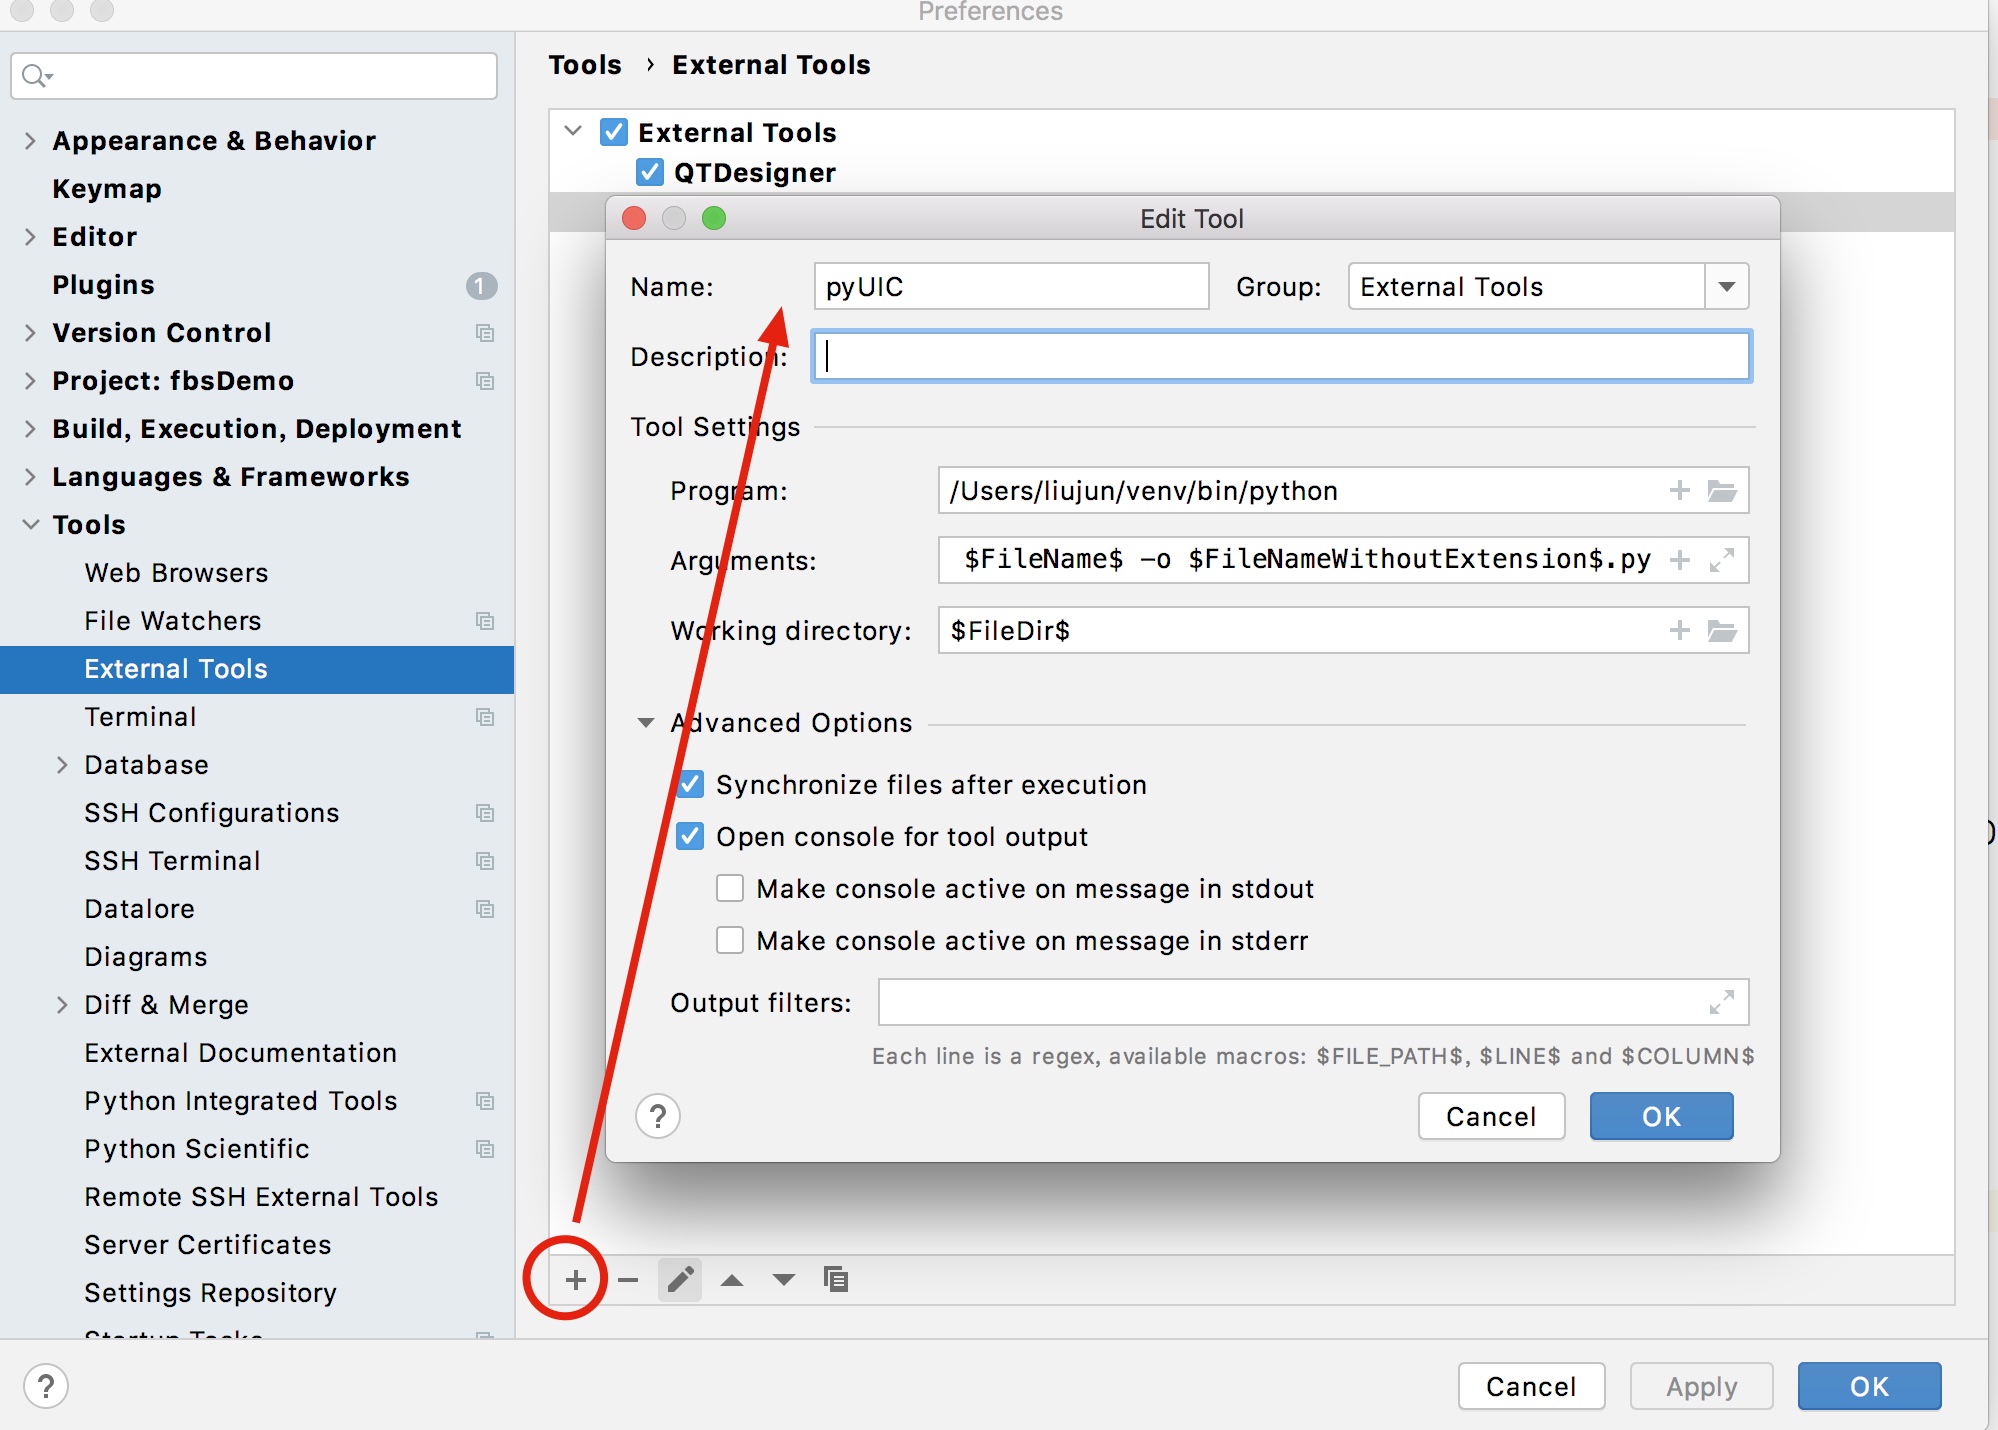 Preferences
Tools › External Tools
Appearance & Behavior
Keymap
Editor
Plugins 1
Version Control
Project: fbsDemo
Build, Execution, Deployment
Languages & Frameworks
Tools
Web Browsers
File Watchers
External Tools
Terminal
Database
SSH Configurations
SSH Terminal
Datalore
Diagrams
Diff & Merge
External Documentation
Python Integrated Tools
Python Scientific
Remote SSH External Tools
Server Certificates
Settings Repository
Startup Tasks
External Tools
QTDesigner
Edit Tool
Name: pyUIC Group: External Tools
Description:
Tool Settings
Program: /Users/liujun/venv/bin/python
Arguments: $FileName$ -o $FileNameWithoutExtension$.py
Working directory: $FileDir$
Advanced Options
Synchronize files after execution
Open console for tool output
Make console active on message in stdout
Make console active on message in stderr
Output filters:
Each line is a regex, available macros: $FILE_PATH$, $LINE$ and $COLUMN$
? Cancel OK
? Cancel Apply OK